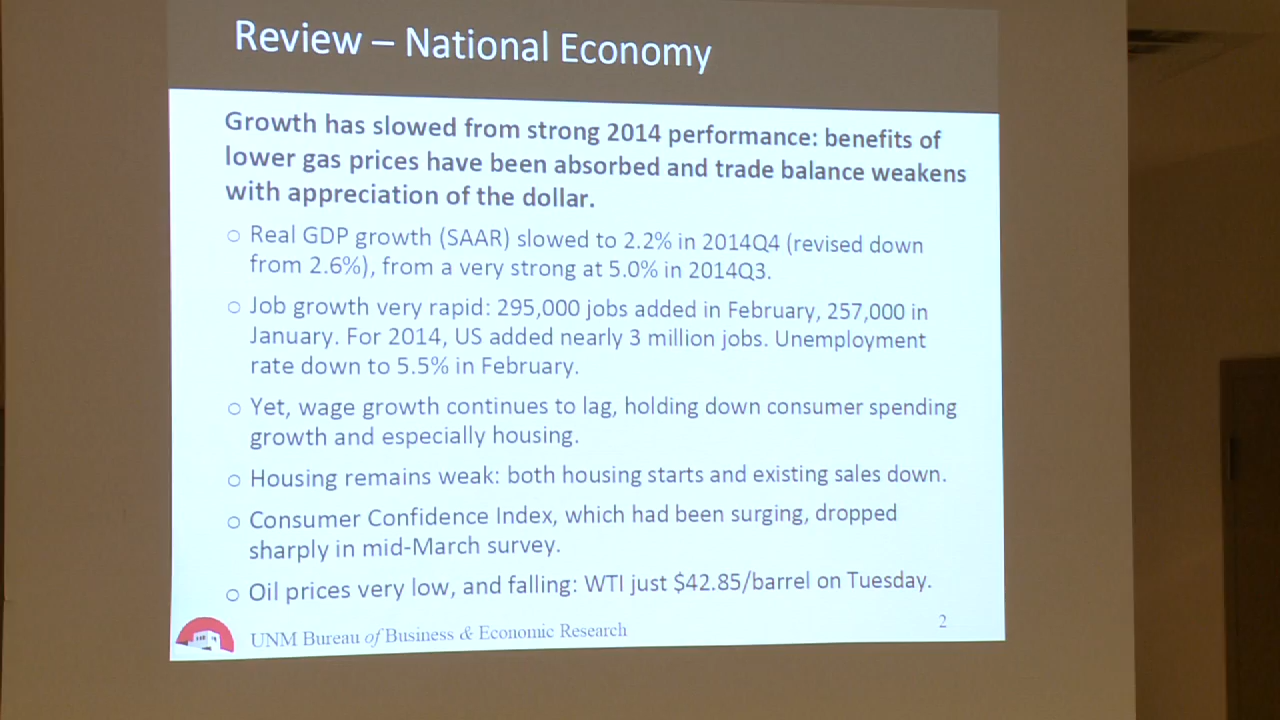 Review – National Economy
Growth has slowed from strong 2014 performance: benefits of
lower gas prices have been absorbed and trade balance weakens
with appreciation of the dollar.
○ Real GDP growth (SAAR) slowed to 2.2% in 2014Q4 (revised down
from 2.6%), from a very strong at 5.0% in 2014Q3.
○ Job growth very rapid: 295,000 jobs added in February, 257,000 in
January. For 2014, US added nearly 3 million jobs. Unemployment
rate down to 5.5% in February.
○ Yet, wage growth continues to lag, holding down consumer spending
growth and especially housing.
○ Housing remains weak: both housing starts and existing sales down.
○ Consumer Confidence Index, which had been surging, dropped
sharply in mid-March survey.
○ Oil prices very low, and falling: WTI just $42.85/barrel on Tuesday.
UNM Bureau of Business & Economic Research
2